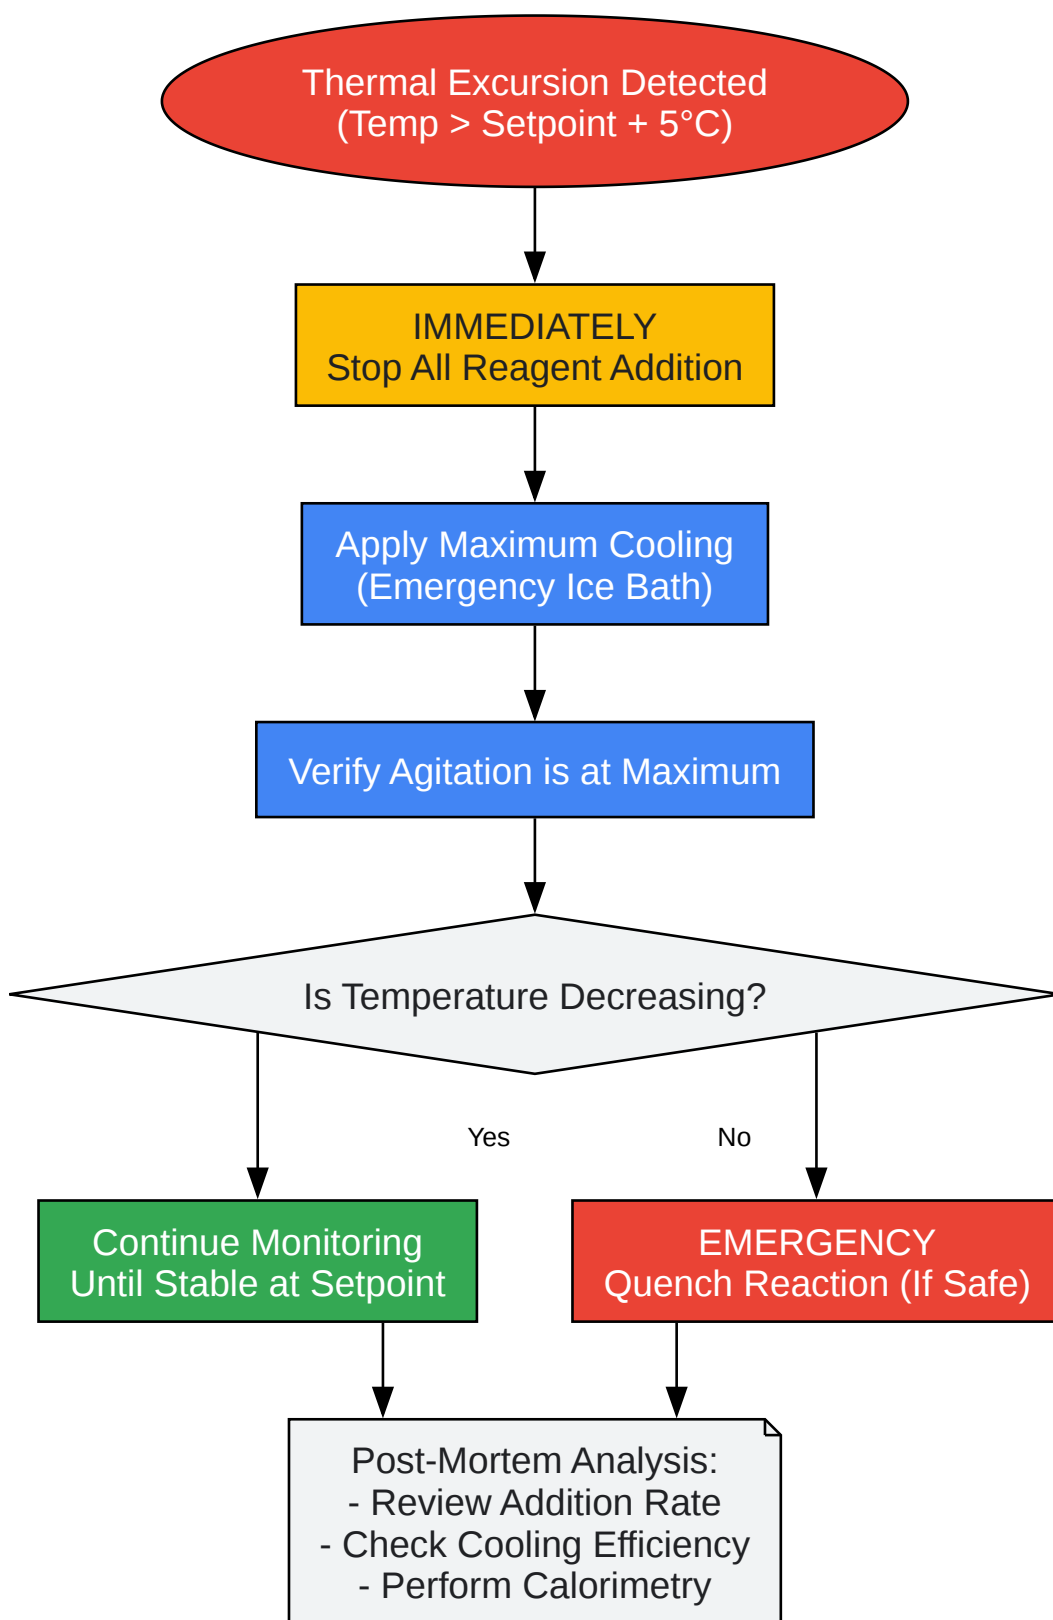 Thermal Excursion Detected
(Temp > Setpoint + 5°C)
IMMEDIATELY
Stop All Reagent Addition
Apply Maximum Cooling
(Emergency Ice Bath)
Verify Agitation is at Maximum
Is Temperature Decreasing?
Yes
No
Continue Monitoring
Until Stable at Setpoint
EMERGENCY
Quench Reaction (If Safe)
Post-Mortem Analysis:
- Review Addition Rate
- Check Cooling Efficiency
- Perform Calorimetry